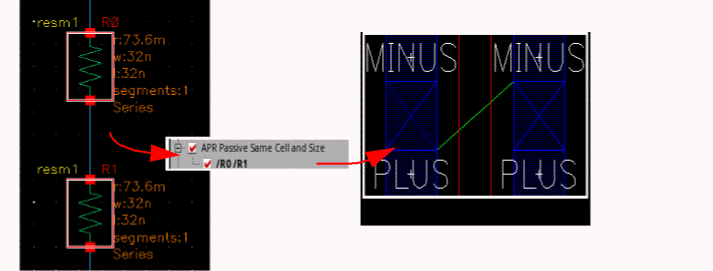 resm1 R0
r:73.6m
w:32n
l:32n
segments:1
Series
resm1 R1
r:73.6m
w:32n
l:32n
segments:1
Series
APR Passive Same Cell and Size
/R0 /R1
MINUS MINUS
PLUS PLUS